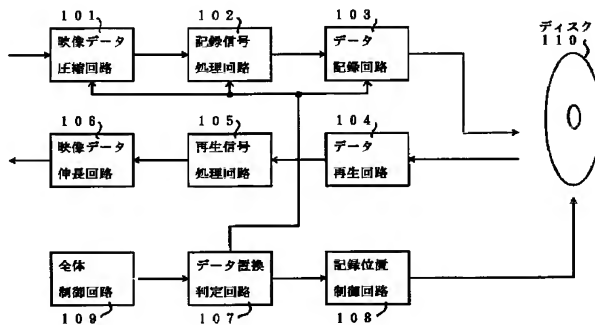 101
102
103
ディスク
110
映像データ
圧縮回路
記録信号
処理回路
データ
記録回路
106
105
104
映像データ
伸長回路
再生信号
処理回路
データ
再生回路
全体
制御回路
データ置換
判定回路
記録位置
制御回路
109
107
108